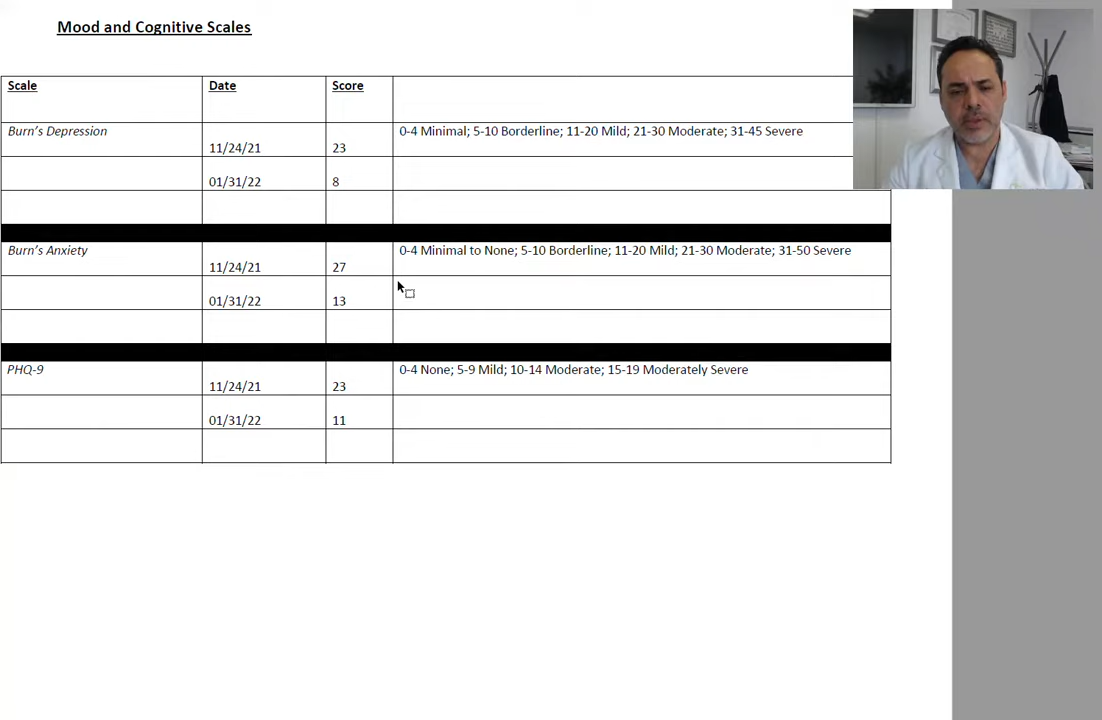 Mood and Cognitive Scales
Scale Date Score
Burn's Depression 11/24/21 23 0-4 Minimal; 5-10 Borderline; 11-20 Mild; 21-30 Moderate; 31-45 Severe
01/31/22 8
Burn's Anxiety 11/24/21 27 0-4 Minimal to None; 5-10 Borderline; 11-20 Mild; 21-30 Moderate; 31-50 Severe
01/31/22 13
PHQ-9 11/24/21 23 0-4 None; 5-9 Mild; 10-14 Moderate; 15-19 Moderately Severe
01/31/22 11